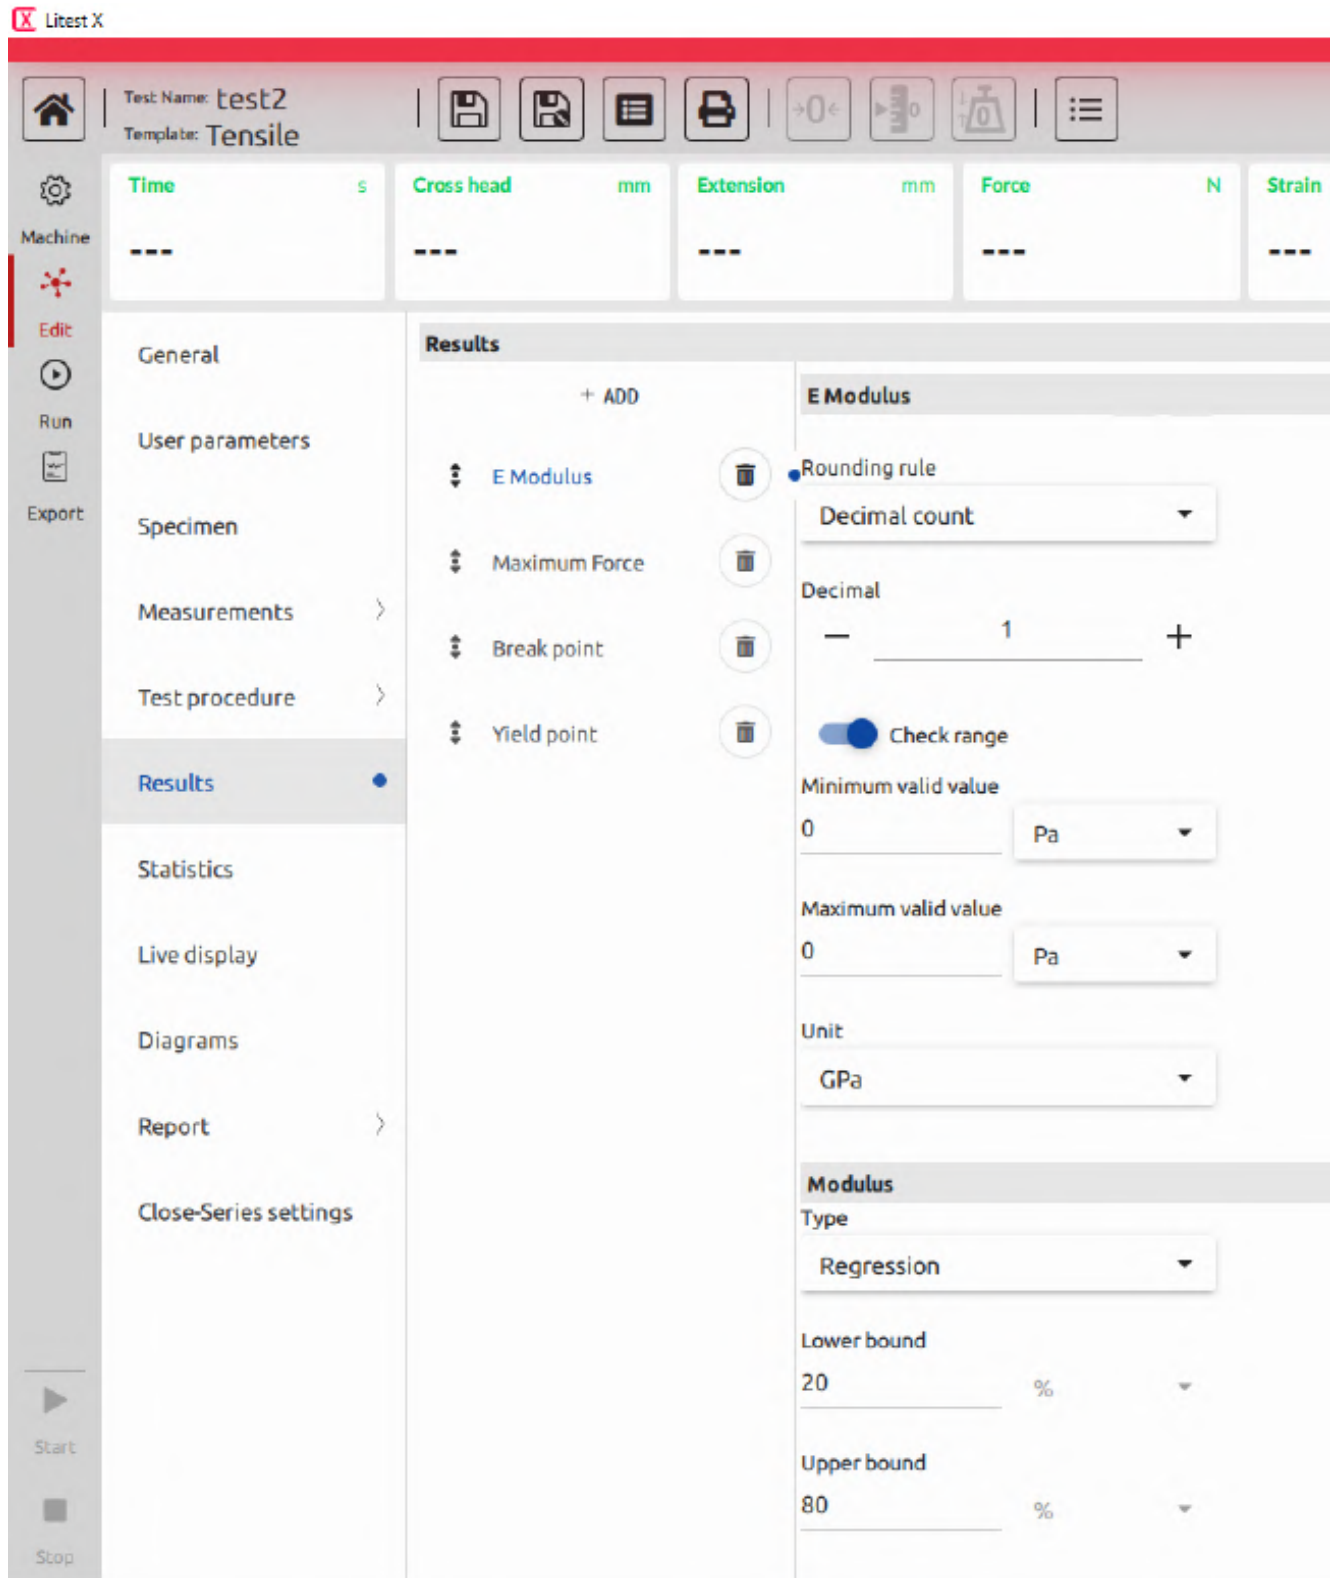 Litest X
Test Name: test2
Template: Tensile
Time s
---
Cross head mm
---
Extension mm
---
Force N
---
Strain
---
Machine
Edit
Run
Export
Start
Stop
General
User parameters
Specimen
Measurements
Test procedure
Results
Statistics
Live display
Diagrams
Report
Close-Series settings
Results
+ ADD
E Modulus
Maximum Force
Break point
Yield point
E Modulus
Rounding rule
Decimal count
Decimal
1
Check range
Minimum valid value
0 Pa
Maximum valid value
0 Pa
Unit
GPa
Modulus
Type
Regression
Lower bound
20 %
Upper bound
80 %